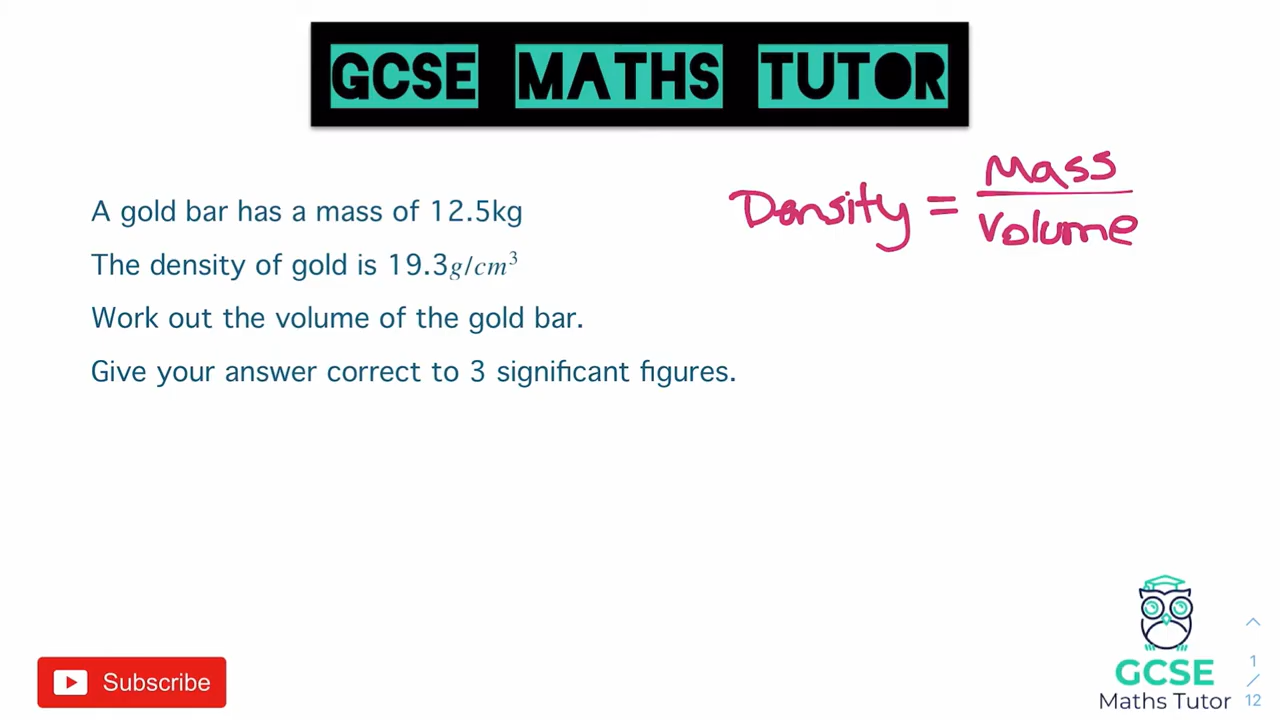 GCSE MATHS TUTOR
Density = Mass / Volume
A gold bar has a mass of 12.5kg
The density of gold is 19.3g/cm³
Work out the volume of the gold bar.
Give your answer correct to 3 significant figures.
Subscribe
GCSE
Maths Tutor
1
/
12